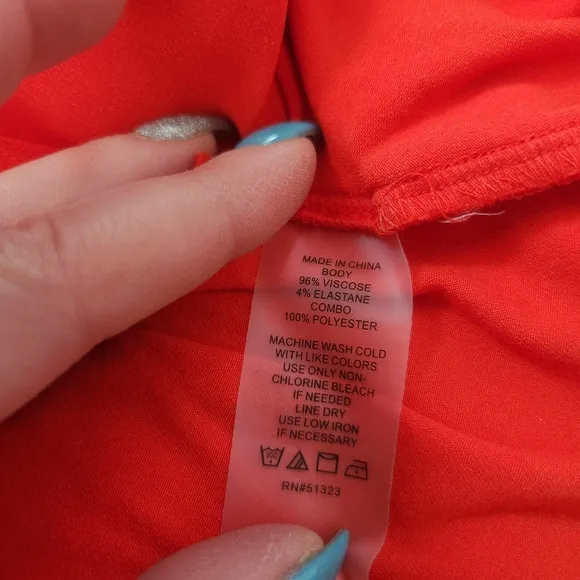 MADE IN CHINA
BODY
96% VISCOSE
4% ELASTANE
COMBO
100% POLYESTER
MACHINE WASH COLD
WITH LIKE COLORS
USE ONLY NON-
CHLORINE BLEACH
IF NEEDED
LINE DRY
USE LOW IRON
IF NECESSARY
RN#51323